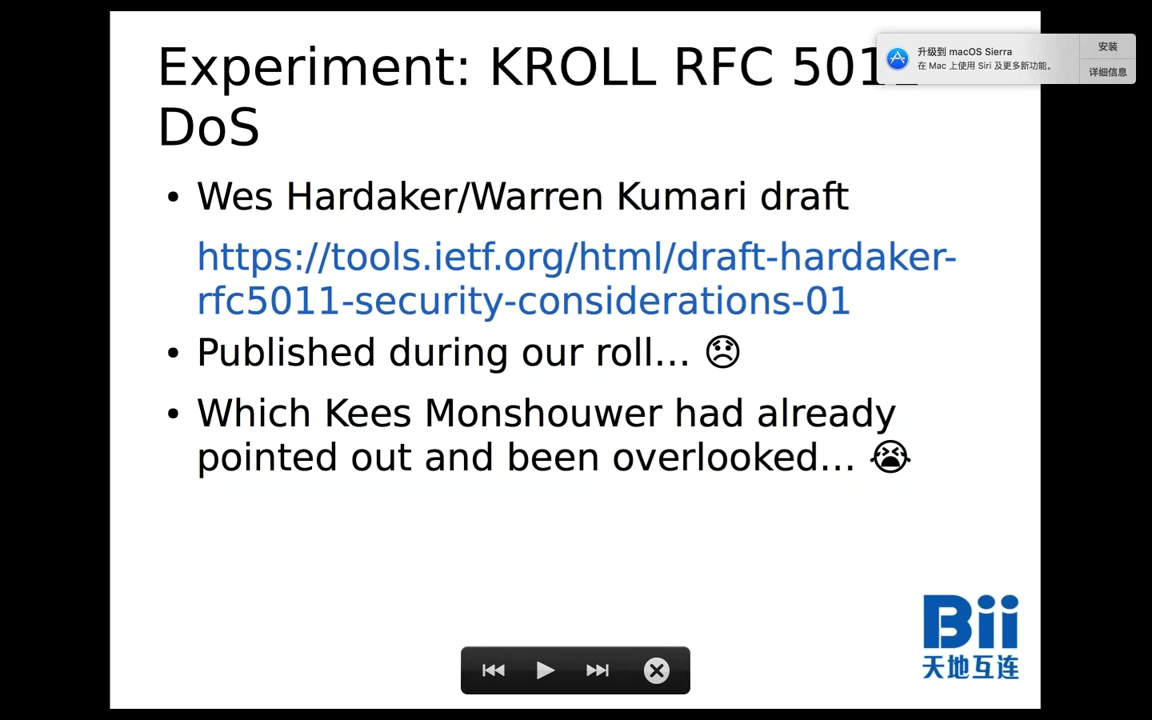 Experiment: KROLL RFC 501
DoS
升级到 macOS Sierra
在 Mac 上使用 Siri 及更多新功能。
安装
详细信息
• Wes Hardaker/Warren Kumari draft
https://tools.ietf.org/html/draft-hardaker-
rfc5011-security-considerations-01
• Published during our roll... ☹
• Which Kees Monshouwer had already
pointed out and been overlooked... 😭
Bii
天地互连